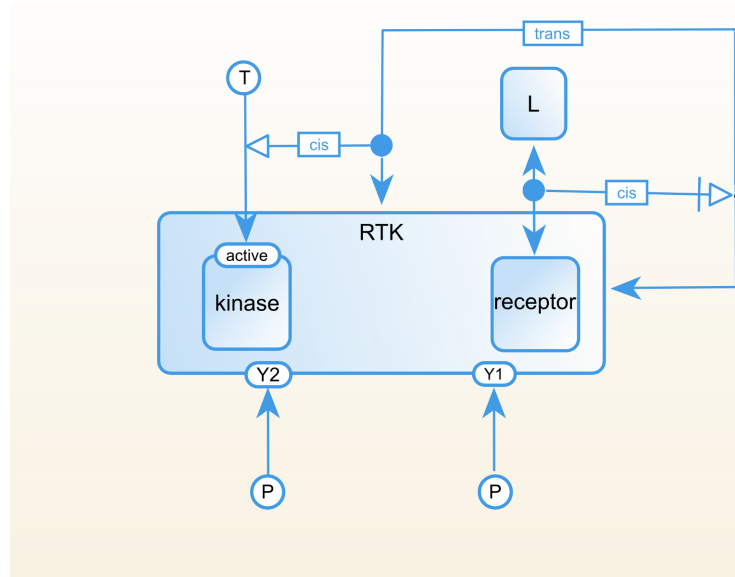 trans
T
L
cis
cis
RTK
active
kinase
receptor
Y2
Y1
P
P